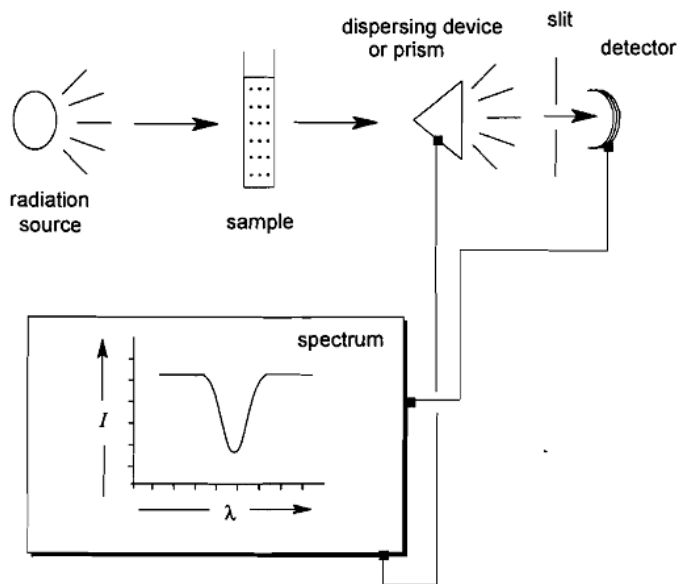 dispersing device
or prism
slit
detector
radiation
source
sample
spectrum
I
λ